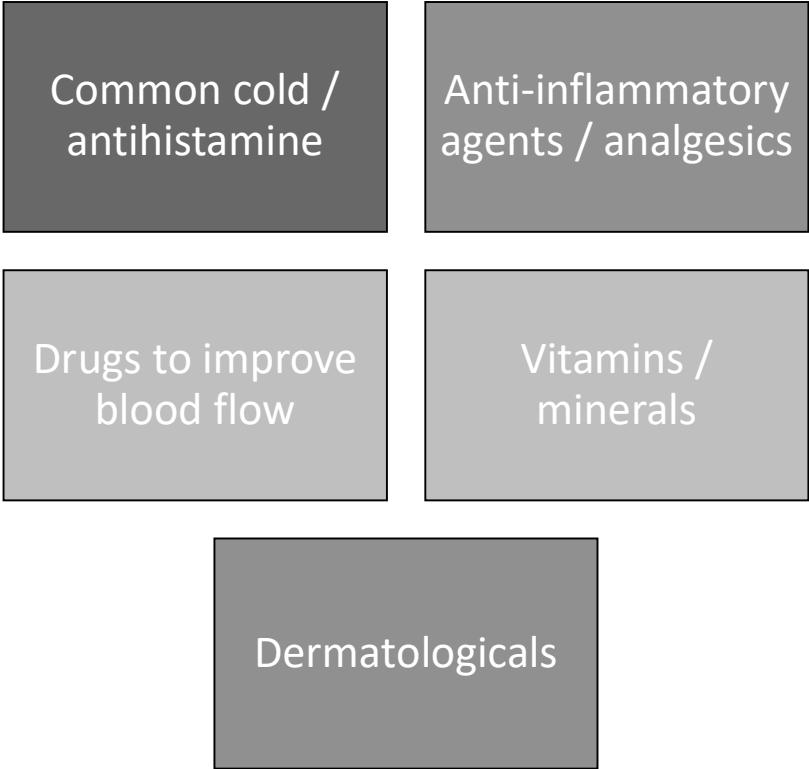 Common cold /
antihistamine
Anti-inflammatory
agents / analgesics
Drugs to improve
blood flow
Vitamins /
minerals
Dermatologicals